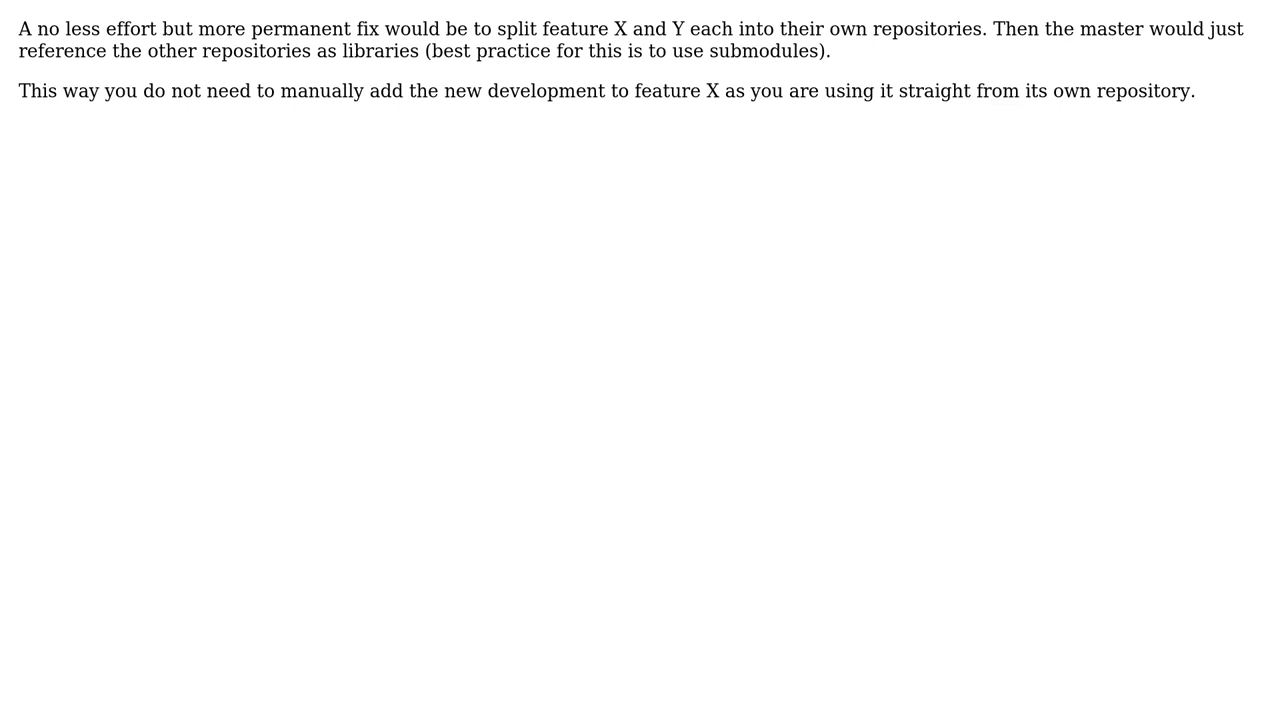 A no less effort but more permanent fix would be to split feature X and Y each into their own repositories. Then the master would just
reference the other repositories as libraries (best practice for this is to use submodules).
This way you do not need to manually add the new development to feature X as you are using it straight from its own repository.